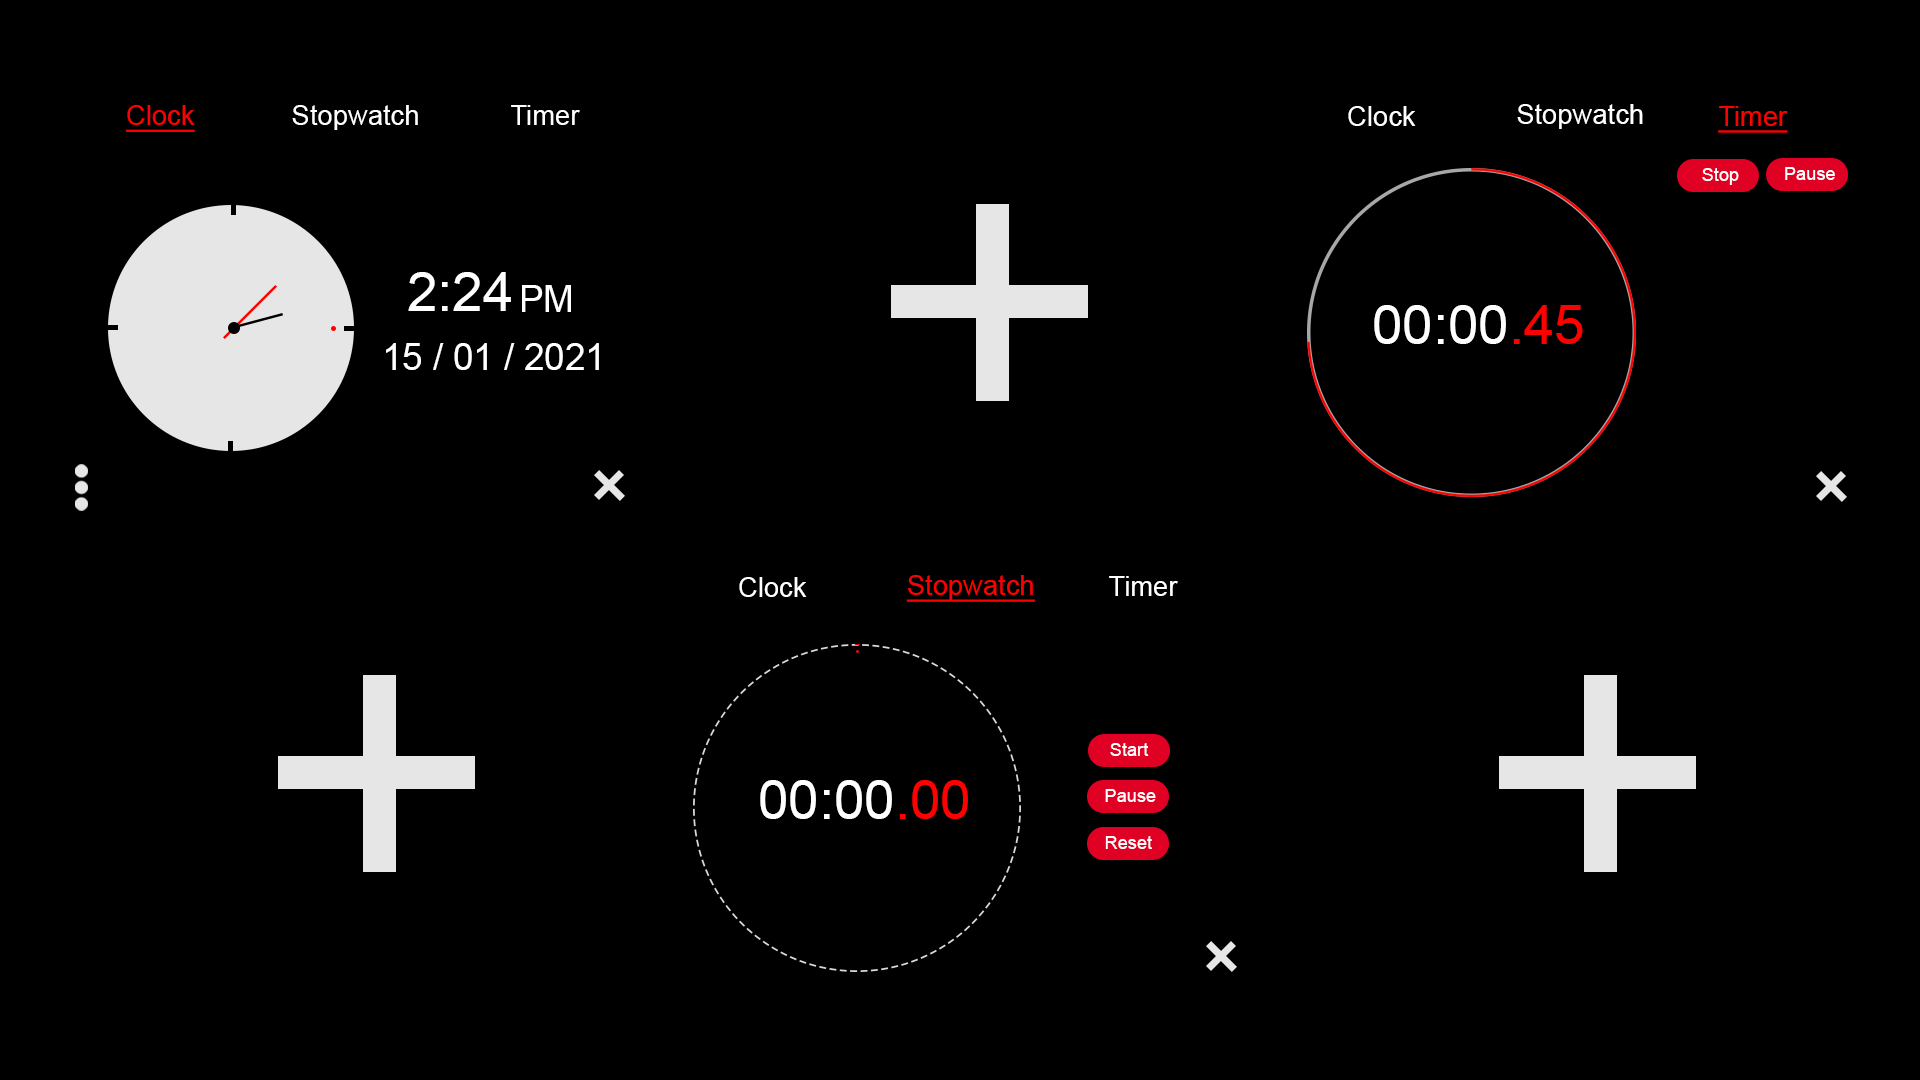 Clock Stopwatch Timer
2:24 PM
15 / 01 / 2021
Clock Stopwatch Timer
Stop Pause
00:00.45
Clock Stopwatch Timer
00:00.00
Start
Pause
Reset